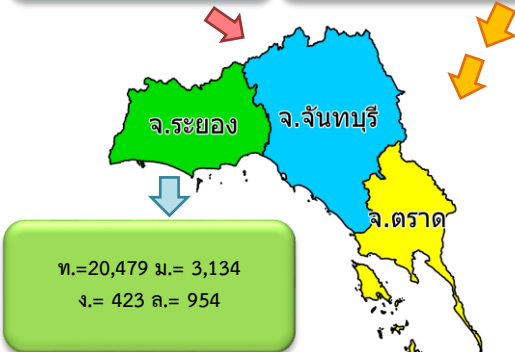 จ.ระยอง
จ.จันทบุรี
จ.ตราด
ท.=20,479 ม.= 3,134
ง.= 423 ล.= 954